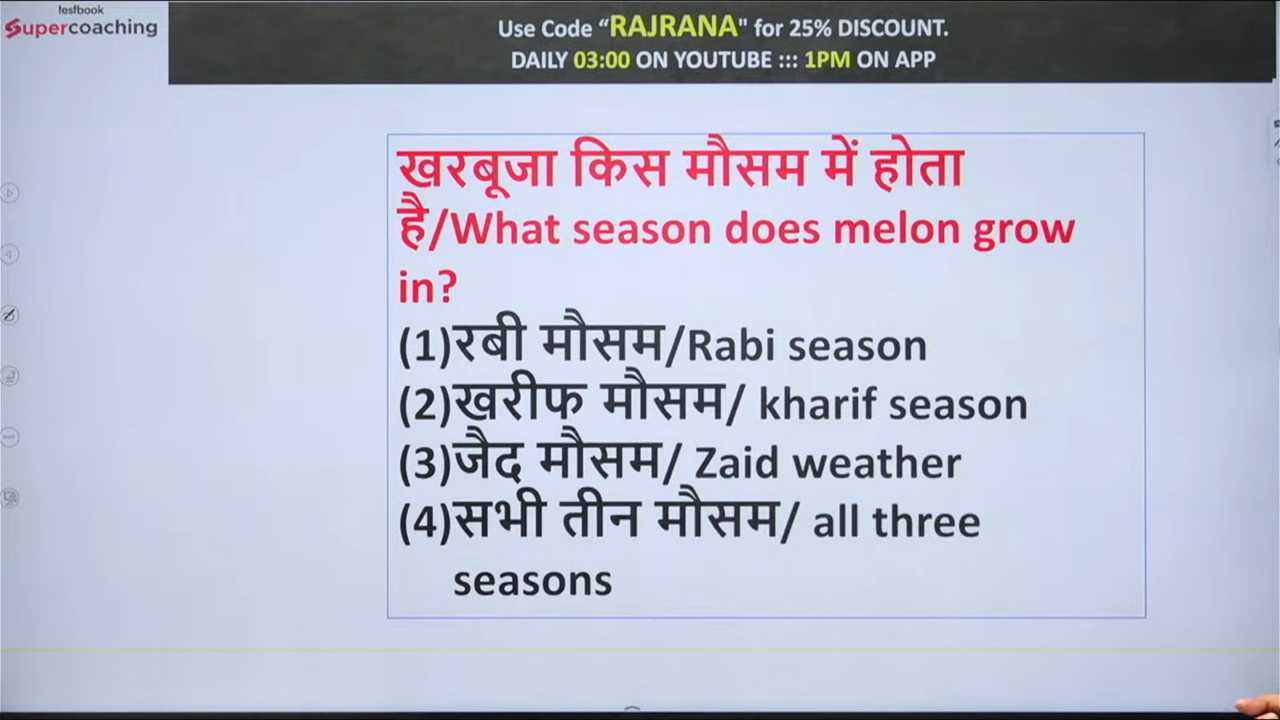 testbook
Supercoaching
Use Code “RAJRANA" for 25% DISCOUNT.
DAILY 03:00 ON YOUTUBE ::: 1PM ON APP
खरबूजा किस मौसम में होता
है/What season does melon grow
in?
(1)रबी मौसम/Rabi season
(2)खरीफ मौसम/ kharif season
(3)जैद मौसम/ Zaid weather
(4)सभी तीन मौसम/ all three
seasons